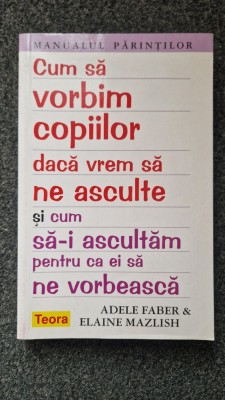 MANUALUL PĂRINȚILOR
Cum să
vorbim
copiilor
dacă vrem să
ne asculte
și cum
să-i ascultăm
pentru ca ei să
ne vorbească
ADELE FABER &
Teora
ELAINE MAZLISH